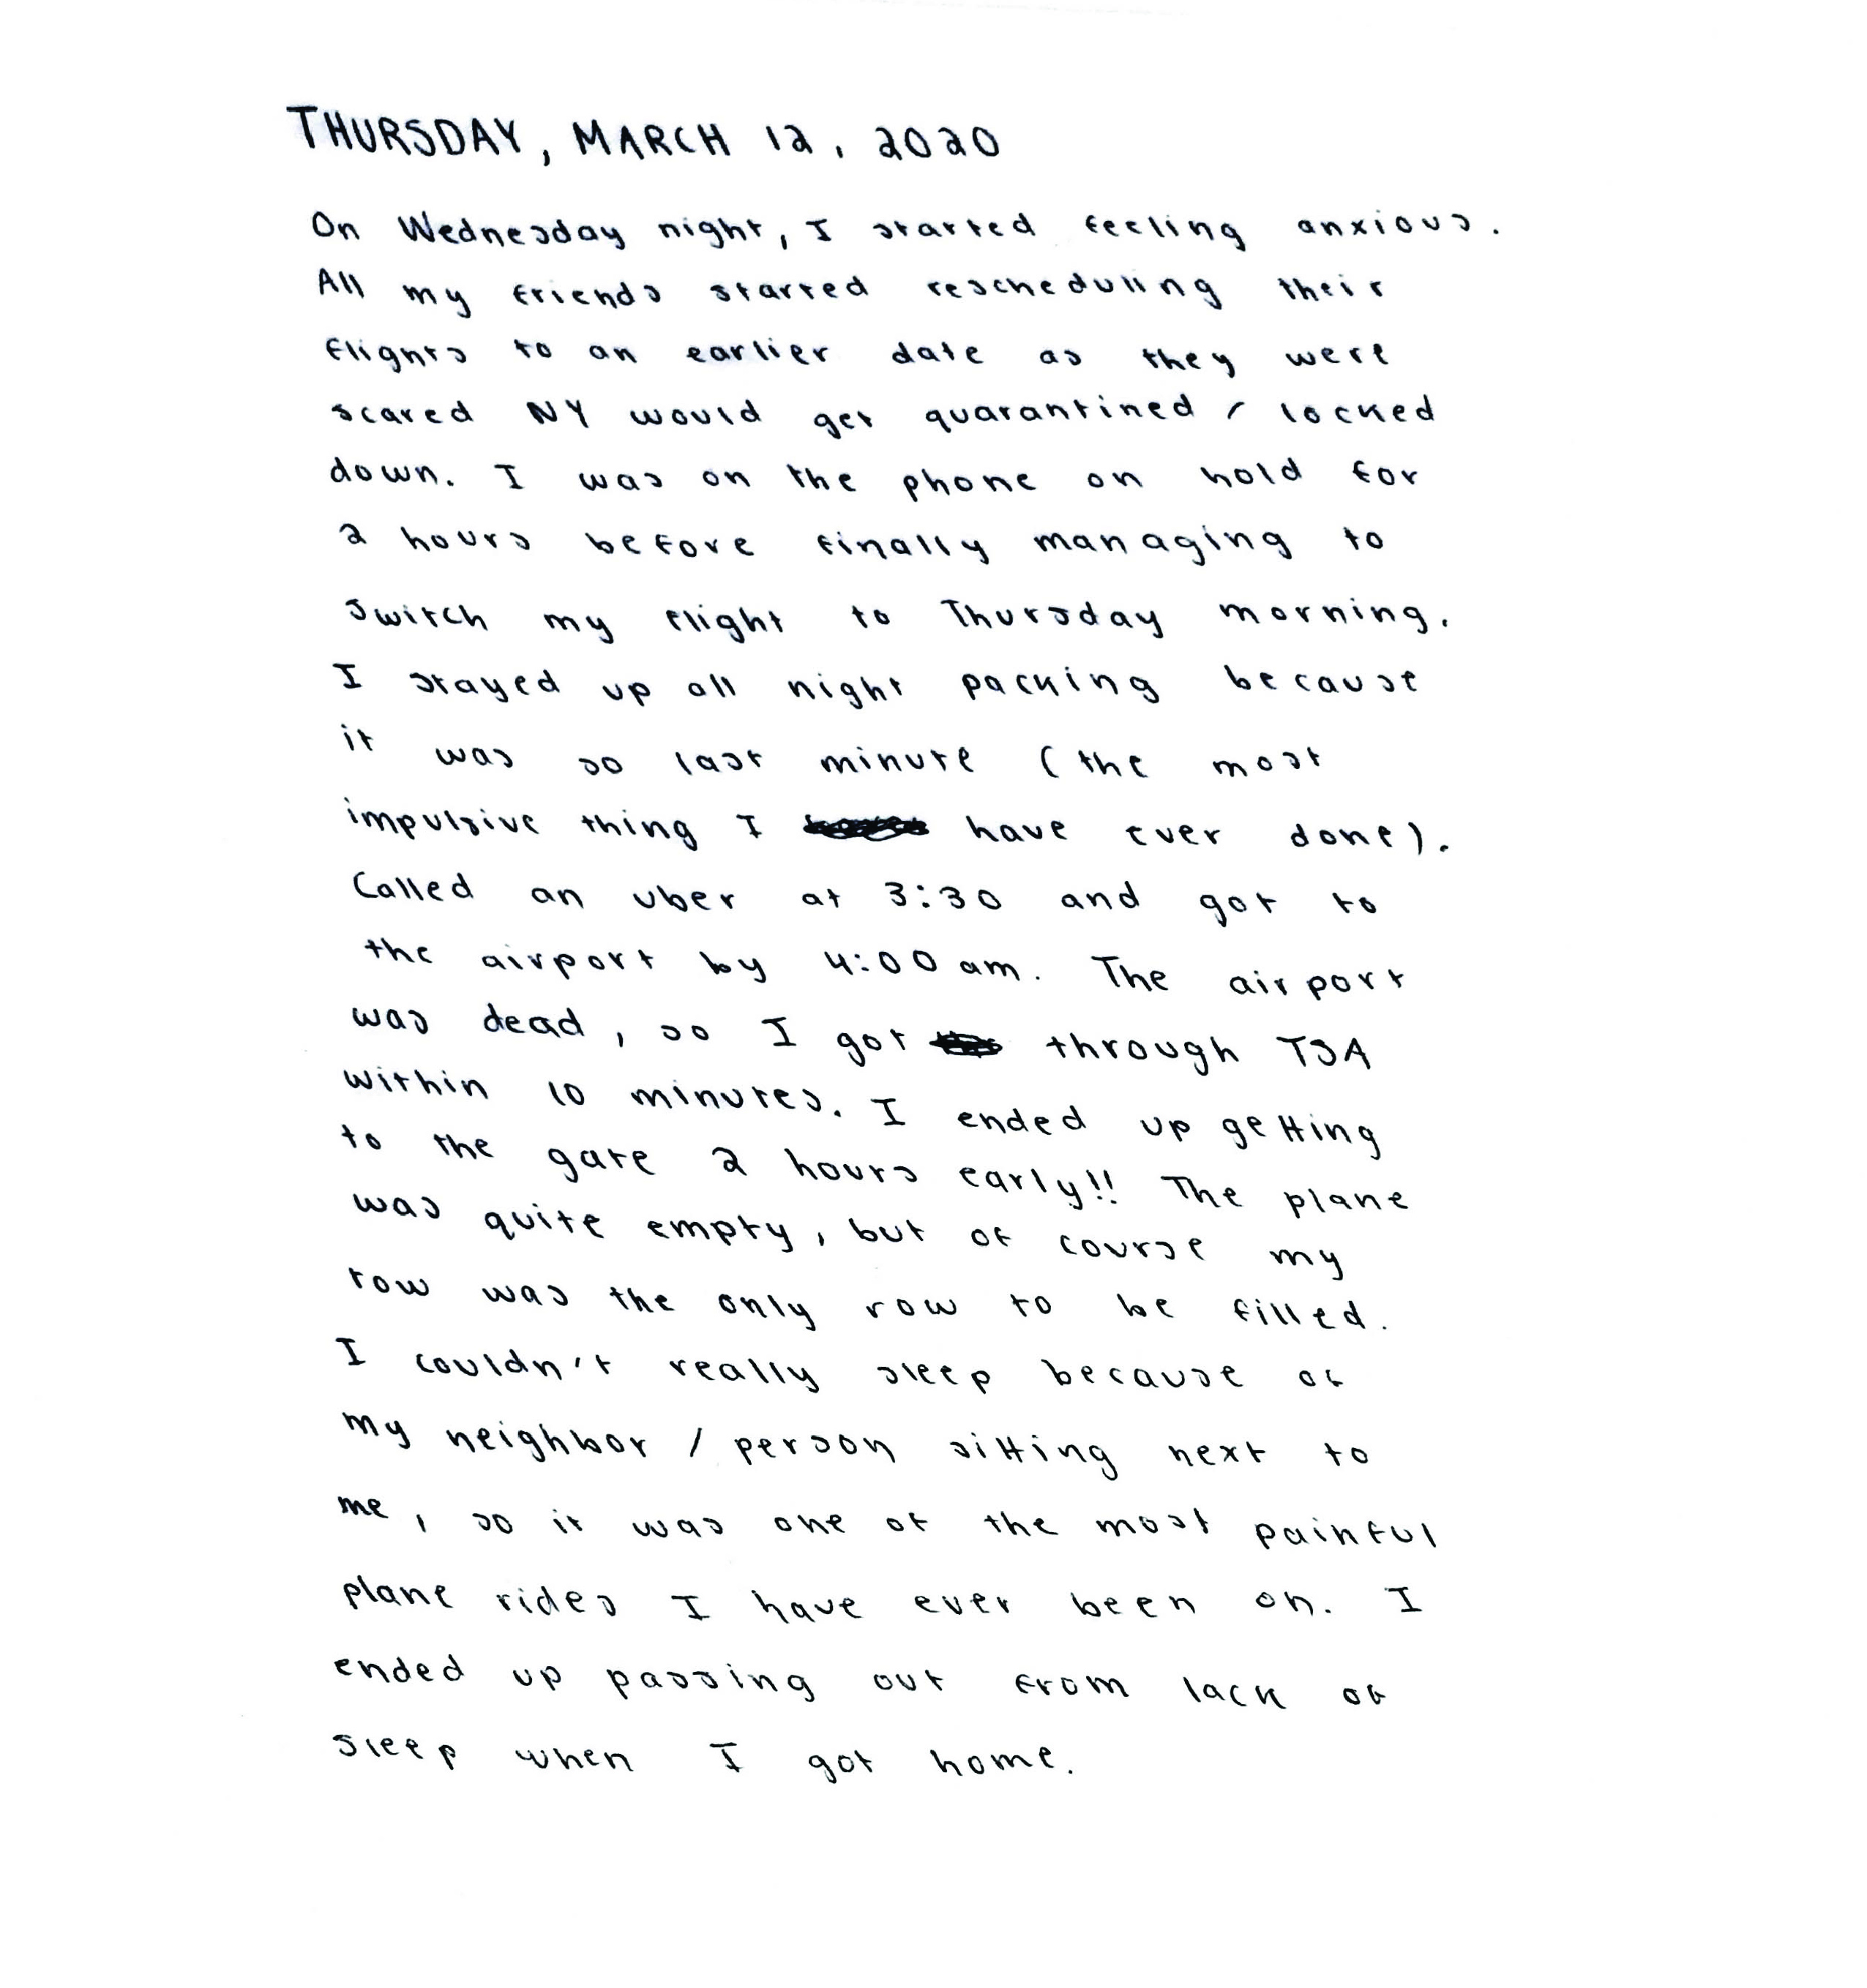 THURSDAY, MARCH 12, 2020
On Wednesday night, I started feeling anxious.
All my friends started rescheduling their
flights to an earlier date as they were
scared NY would get quarantined / locked
down. I was on the phone on hold for
2 hours before finally managing to
switch my flight to Thursday morning.
I stayed up all night packing because
it was so last minute (the most
impulsive thing I have ever done).
Called an uber at 3:30 and got to
the airport by 4:00 am. The airport
was dead, so I got through TSA
within 10 minutes. I ended up getting
to the gate 2 hours early!! The plane
was quite empty, but of course my
row was the only row to be filled.
I couldn't really sleep because of
my neighbor / person sitting next to
me, so it was one of the most painful
plane rides I have ever been on. I
ended up passing out from lack of
sleep when I got home.